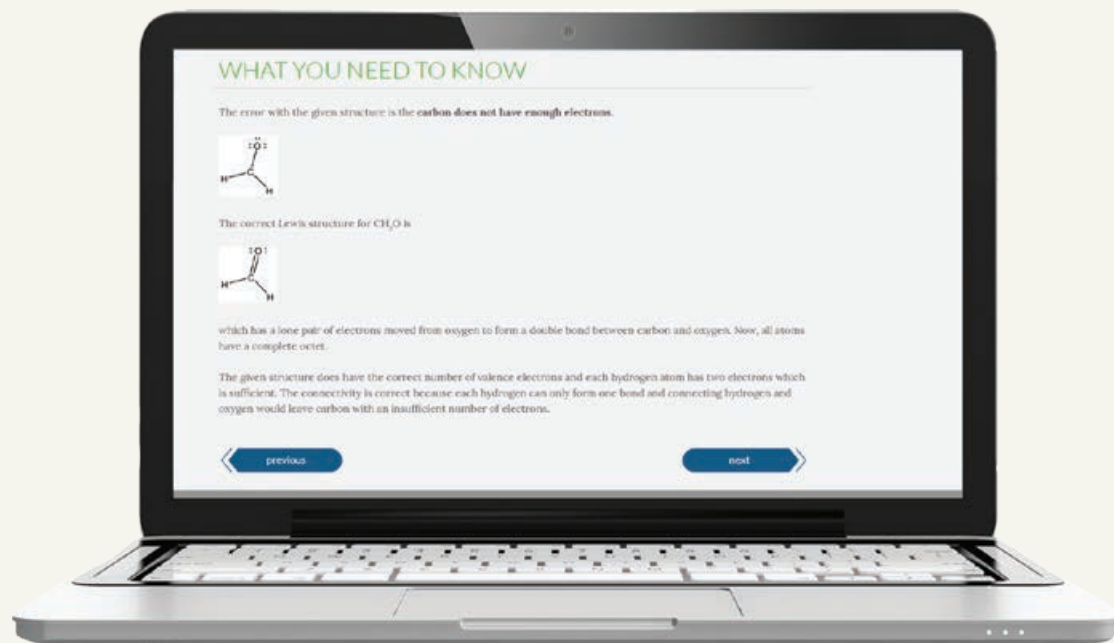 WHAT YOU NEED TO KNOW
The error with the given structure is the carbon does not have enough electrons.
:Ö:
C
H
H
The correct Lewis structure for CH₂O is
:O:
C
H
H
which has a lone pair of electrons moved from oxygen to form a double bond between carbon and oxygen. Now, all atoms
have a complete octet.
The given structure does have the correct number of valence electrons and each hydrogen atom has two electrons which
is sufficient. The connectivity is correct because each hydrogen can only form one bond and connecting hydrogen and
oxygen would leave carbon with an insufficient number of electrons.
previous
next